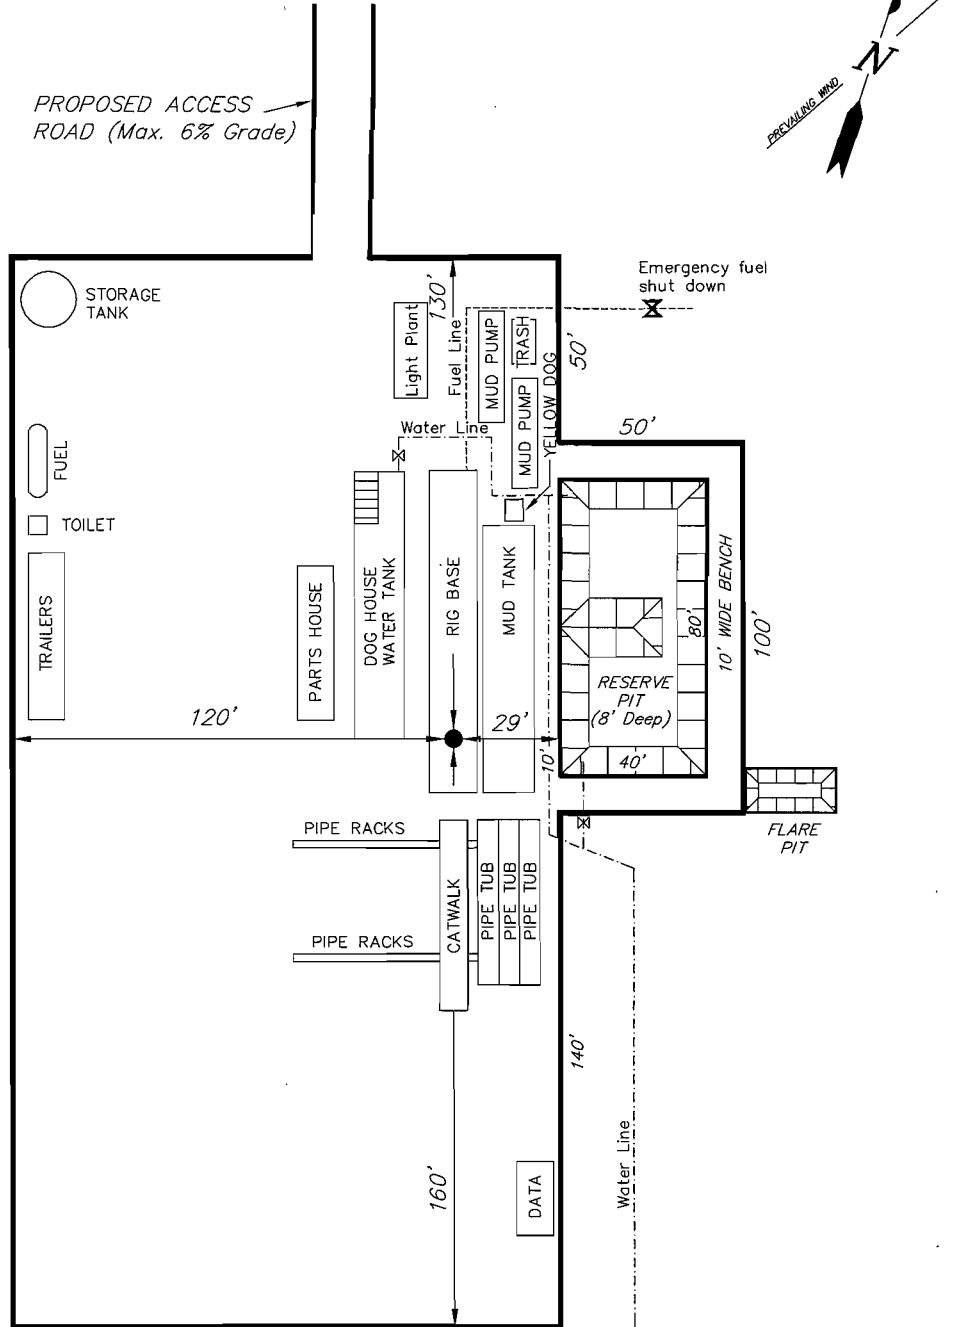 N
PREVAILING WIND
PROPOSED ACCESS
ROAD (Max. 6% Grade)
Emergency fuel
shut down
STORAGE
TANK
Light Plant
130'
Fuel Line
MUD PUMP
TRASH
50'
MUD PUMP
YELLOW DOG
Water Line
50'
FUEL
TOILET
TRAILERS
PARTS HOUSE
DOG HOUSE
WATER TANK
RIG BASE
MUD TANK
80'
10' WIDE BENCH
100'
RESERVE
PIT
(8' Deep)
120'
29'
10'
40'
FLARE
PIT
PIPE RACKS
PIPE RACKS
CATWALK
PIPE TUB
PIPE TUB
PIPE TUB
140'
160'
DATA
Water Line